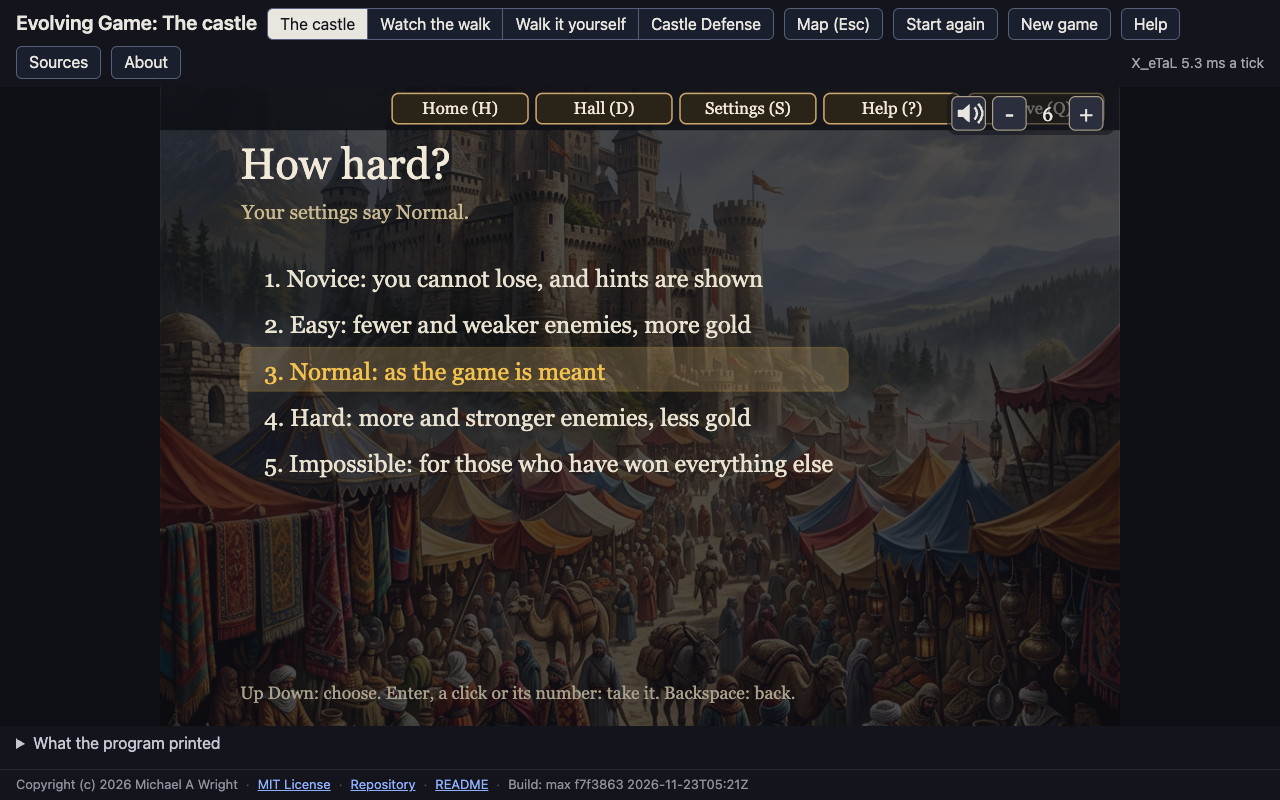 Evolving Game: The castle
The castle
Watch the walk
Walk it yourself
Castle Defense
Map (Esc)
Start again
New game
Help
Sources
About
X_eTaL 5.3 ms a tick
Home (H)
Hall (D)
Settings (S)
Help (?)
- 6 +
How hard?
Your settings say Normal.
1. Novice: you cannot lose, and hints are shown
2. Easy: fewer and weaker enemies, more gold
3. Normal: as the game is meant
4. Hard: more and stronger enemies, less gold
5. Impossible: for those who have won everything else
Up Down: choose. Enter, a click or its number: take it. Backspace: back.
What the program printed
Copyright (c) 2026 Michael A Wright · MIT License · Repository · README · Build: max f7f3863 2026-11-23T05:21Z